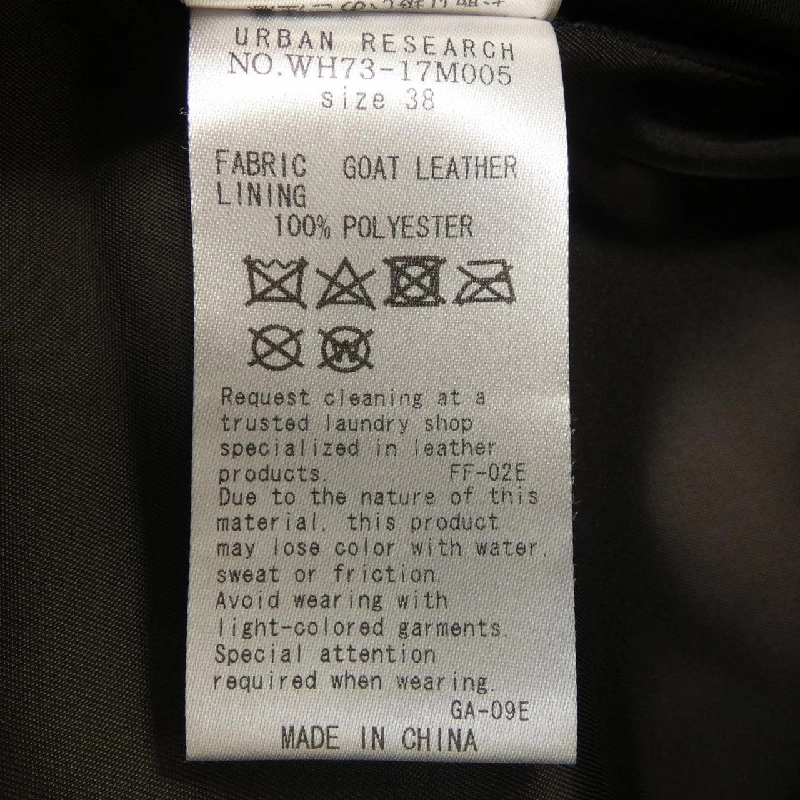 URBAN RESEARCH
NO.WH73-17M005
size 38
FABRIC GOAT LEATHER
LINING
100% POLYESTER
W
Request cleaning at a
trusted laundry shop
specialized in leather
products. FF-02E
Due to the nature of this
material, this product
may lose color with water,
sweat or friction.
Avoid wearing with
light-colored garments.
Special attention
required when wearing.
GA-09E
MADE IN CHINA